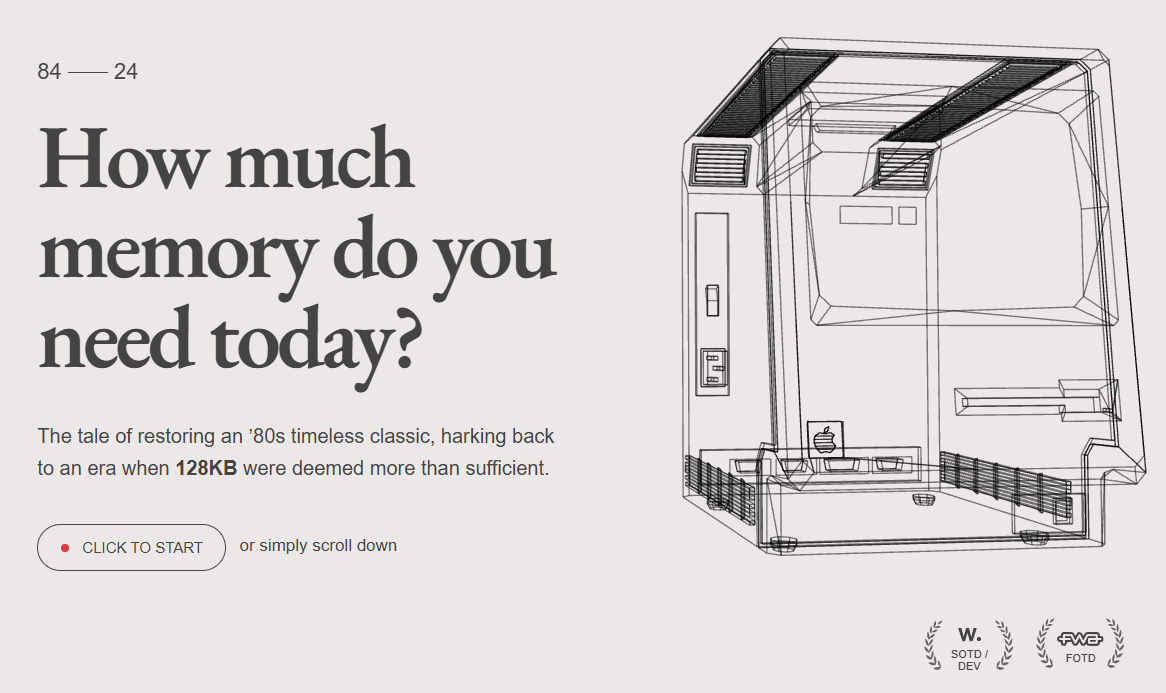 84 — 24
How much
memory do you
need today?
The tale of restoring an ’80s timeless classic, harking back
to an era when 128KB were deemed more than sufficient.
CLICK TO START
or simply scroll down
W.
SOTD /
DEV
FWA
FOTD